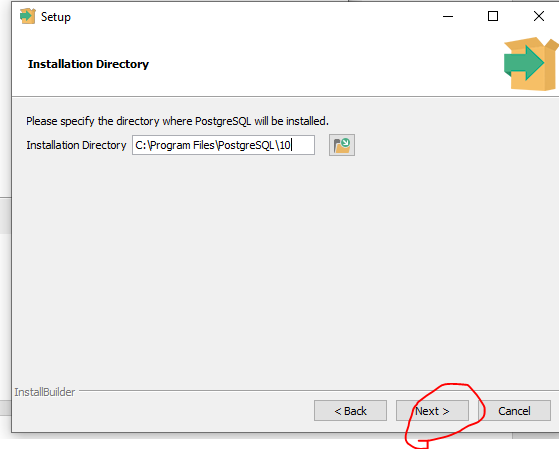 Setup
Installation Directory
Please specify the directory where PostgreSQL will be installed.
Installation Directory C:\Program Files\PostgreSQL\10
InstallBuilder
< Back Next > Cancel